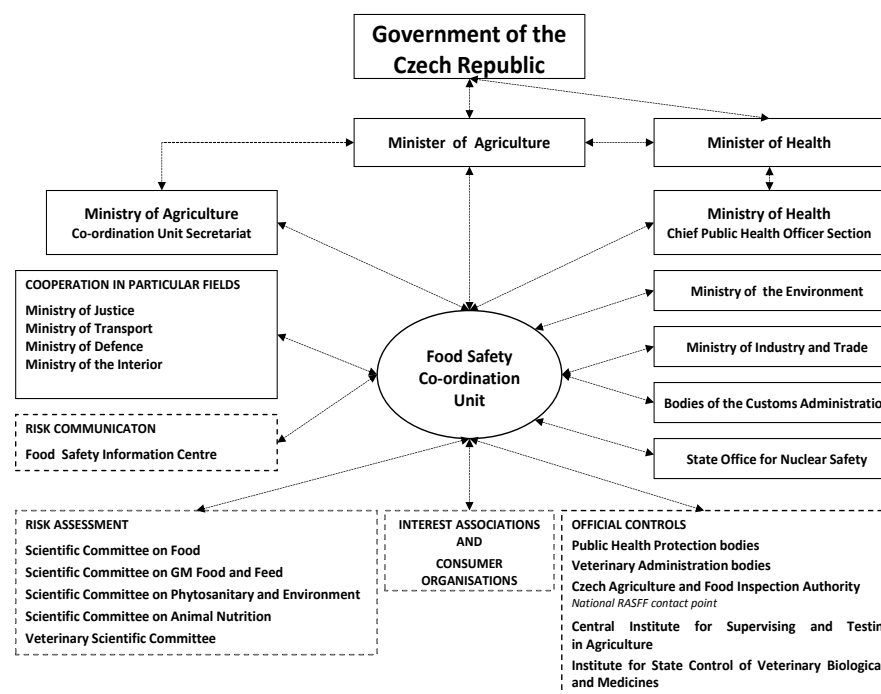 Government of the
Czech Republic
Minister of Agriculture
Minister of Health
Ministry of Agriculture
Co-ordination Unit Secretariat
Ministry of Health
Chief Public Health Officer Section
COOPERATION IN PARTICULAR FIELDS
Ministry of Justice
Ministry of Transport
Ministry of Defence
Ministry of the Interior
Ministry of the Environment
Ministry of Industry and Trade
Bodies of the Customs Administratio
State Office for Nuclear Safety
Food Safety
Co-ordination
Unit
RISK COMMUNICATON
Food Safety Information Centre
RISK ASSESSMENT
Scientific Committee on Food
Scientific Committee on GM Food and Feed
Scientific Committee on Phytosanitary and Environment
Scientific Committee on Animal Nutrition
Veterinary Scientific Committee
INTEREST ASSOCIATIONS
AND
CONSUMER
ORGANISATIONS
OFFICIAL CONTROLS
Public Health Protection bodies
Veterinary Administration bodies
Czech Agriculture and Food Inspection Authority
National RASFF contact point
Central Institute for Supervising and Testin
in Agriculture
Institute for State Control of Veterinary Biological
and Medicines